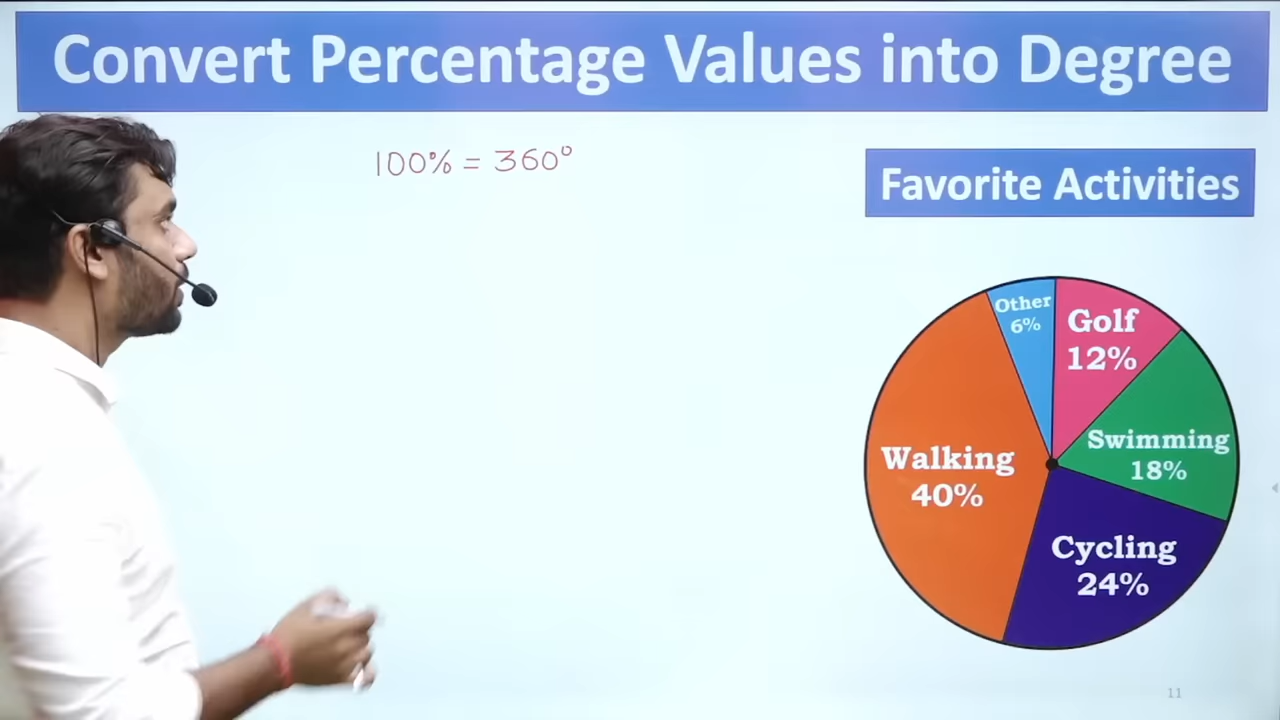 Convert Percentage Values into Degree
100% = 360°
Favorite Activities
Other
6%
Golf
12%
Swimming
18%
Walking
40%
Cycling
24%
11